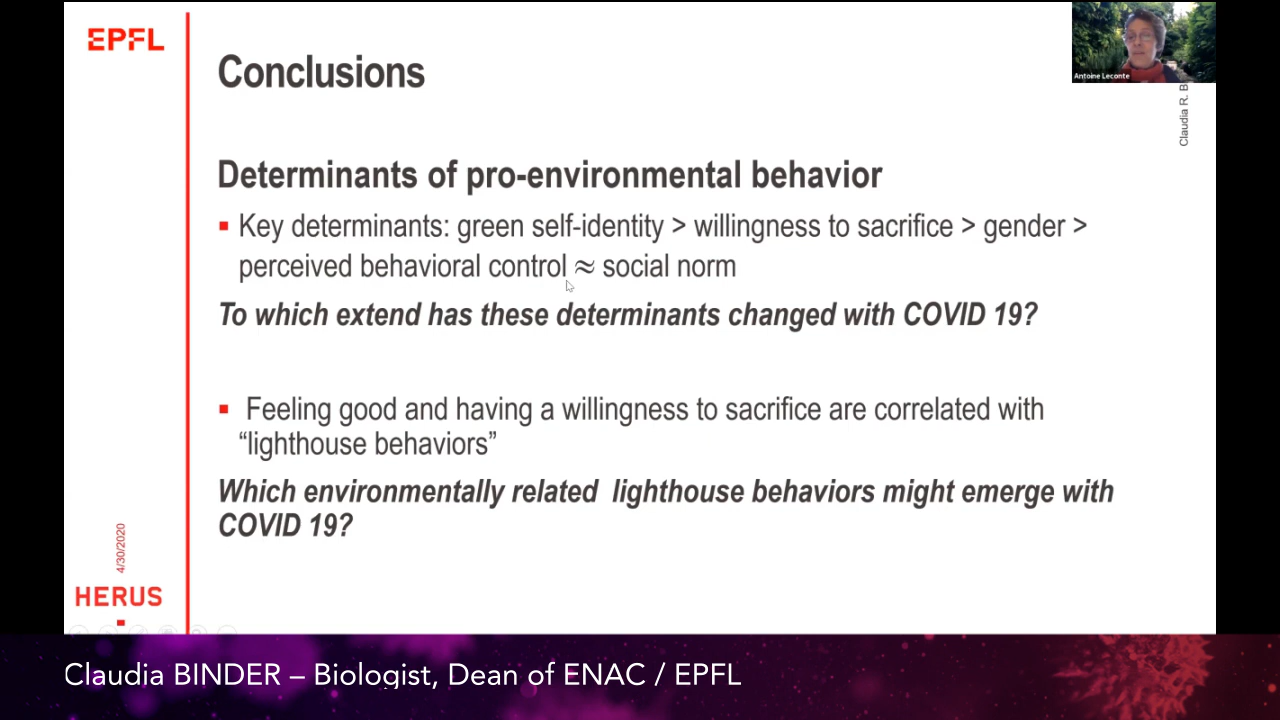 EPFL
Conclusions
Antoine Leconte
Claudia R. B
Determinants of pro-environmental behavior
Key determinants: green self-identity > willingness to sacrifice > gender >
perceived behavioral control ≈ social norm
To which extend has these determinants changed with COVID 19?
Feeling good and having a willingness to sacrifice are correlated with
“lighthouse behaviors”
Which environmentally related lighthouse behaviors might emerge with
COVID 19?
4/30/2020
HERUS
Claudia BINDER – Biologist, Dean of ENAC / EPFL